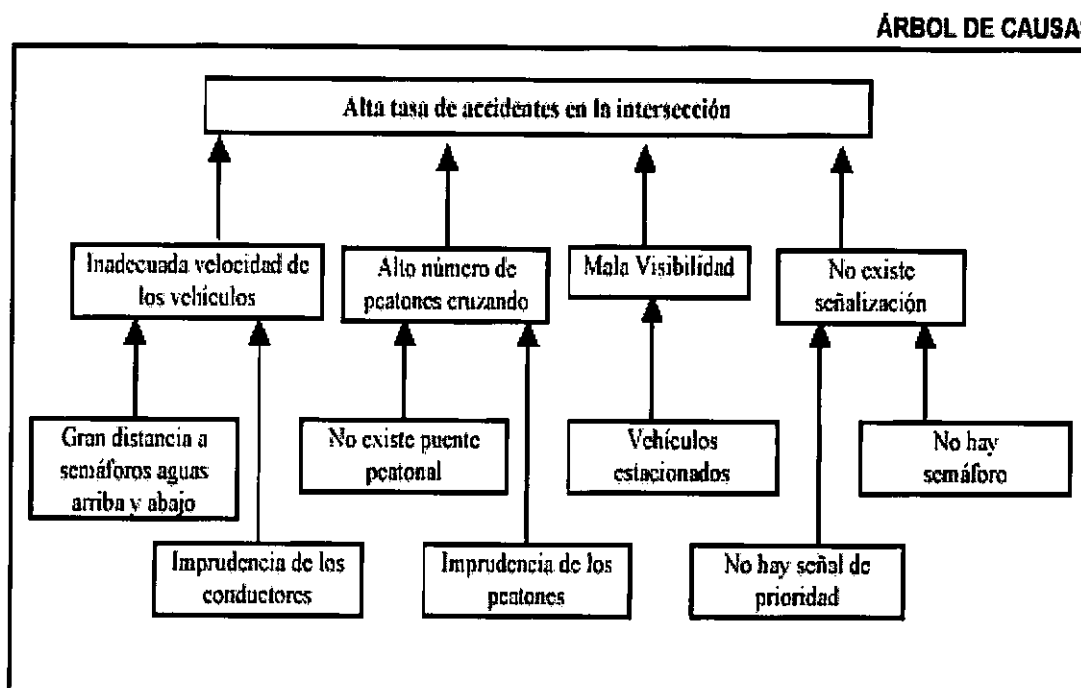 ÁRBOL DE CAUSAS
Alta tasa de accidentes en la intersección
Inadecuada velocidad de
los vehículos
Alto número de
peatones cruzando
Mala Visibilidad
No existe
señalización
Gran distancia a
semáforos aguas
arriba y abajo
No existe puente
peatonal
Vehículos
estacionados
No hay
semáforo
Imprudencia de los
conductores
Imprudencia de los
peatones
No hay señal de
prioridad